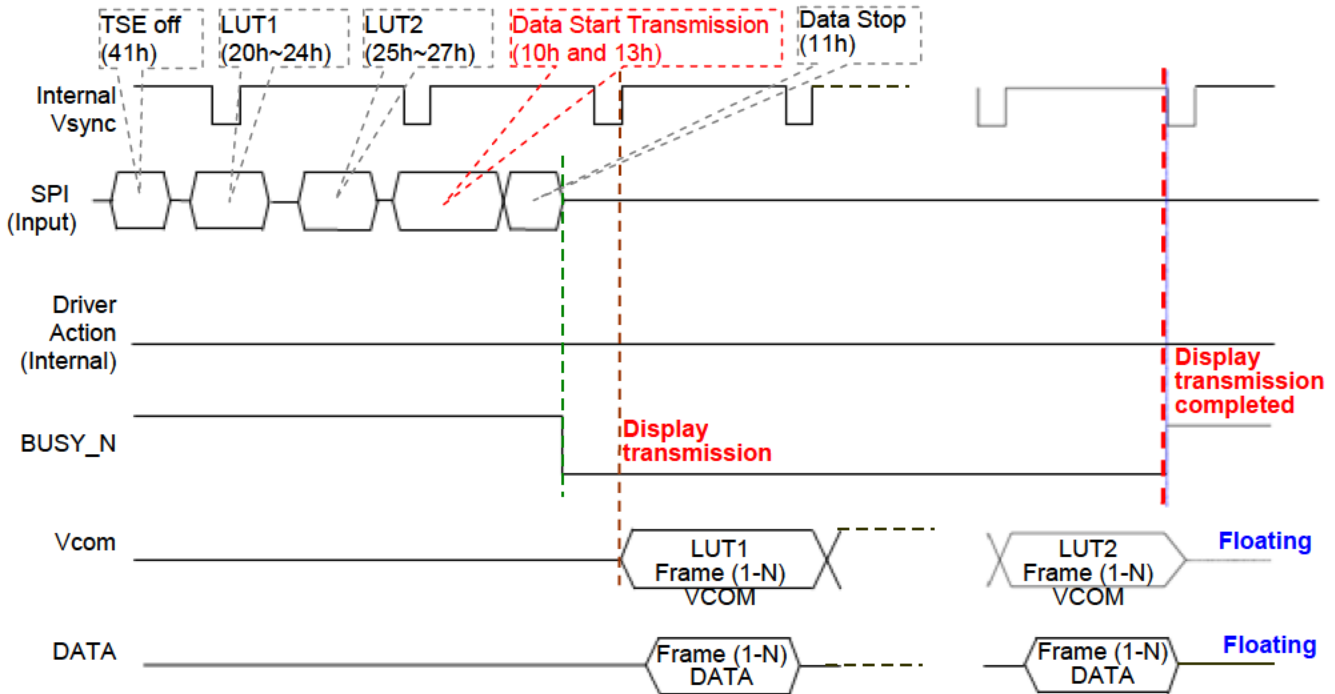 TSE off
(41h)
LUT1
(20h~24h)
LUT2
(25h~27h)
Data Start Transmission
(10h and 13h)
Data Stop
(11h)
Internal
Vsync
SPI
(Input)
Driver
Action
(Internal)
Display
transmission
completed
BUSY_N
Display
transmission
Vcom
LUT1
Frame (1-N)
VCOM
LUT2
Frame (1-N)
VCOM
Floating
DATA
Frame (1-N)
DATA
Frame (1-N)
DATA
Floating